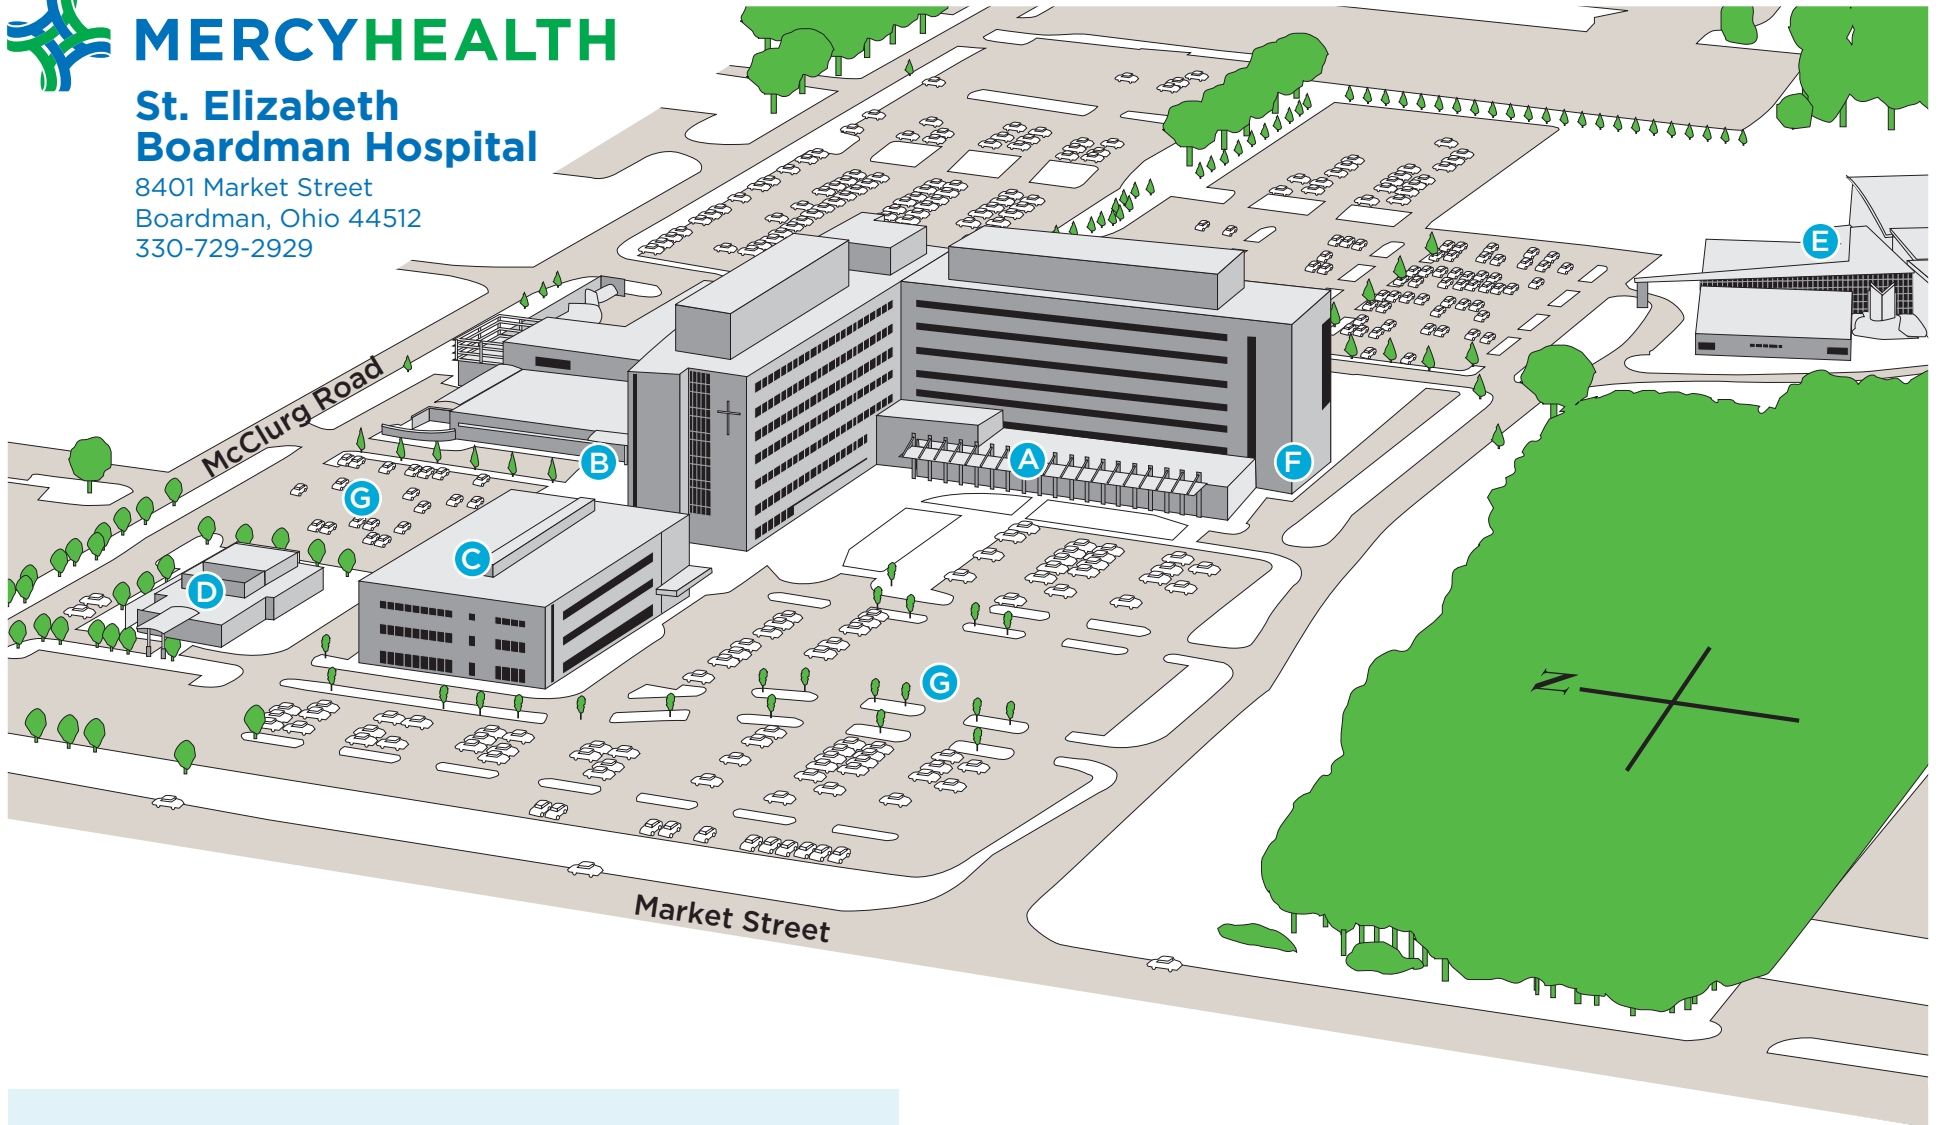 MERCYHEALTH
St. Elizabeth
Boardman Hospital
8401 Market Street
Boardman, Ohio 44512
330-729-2929
E
McClurg Road
B
A
F
G
C
D
G
N
Market Street